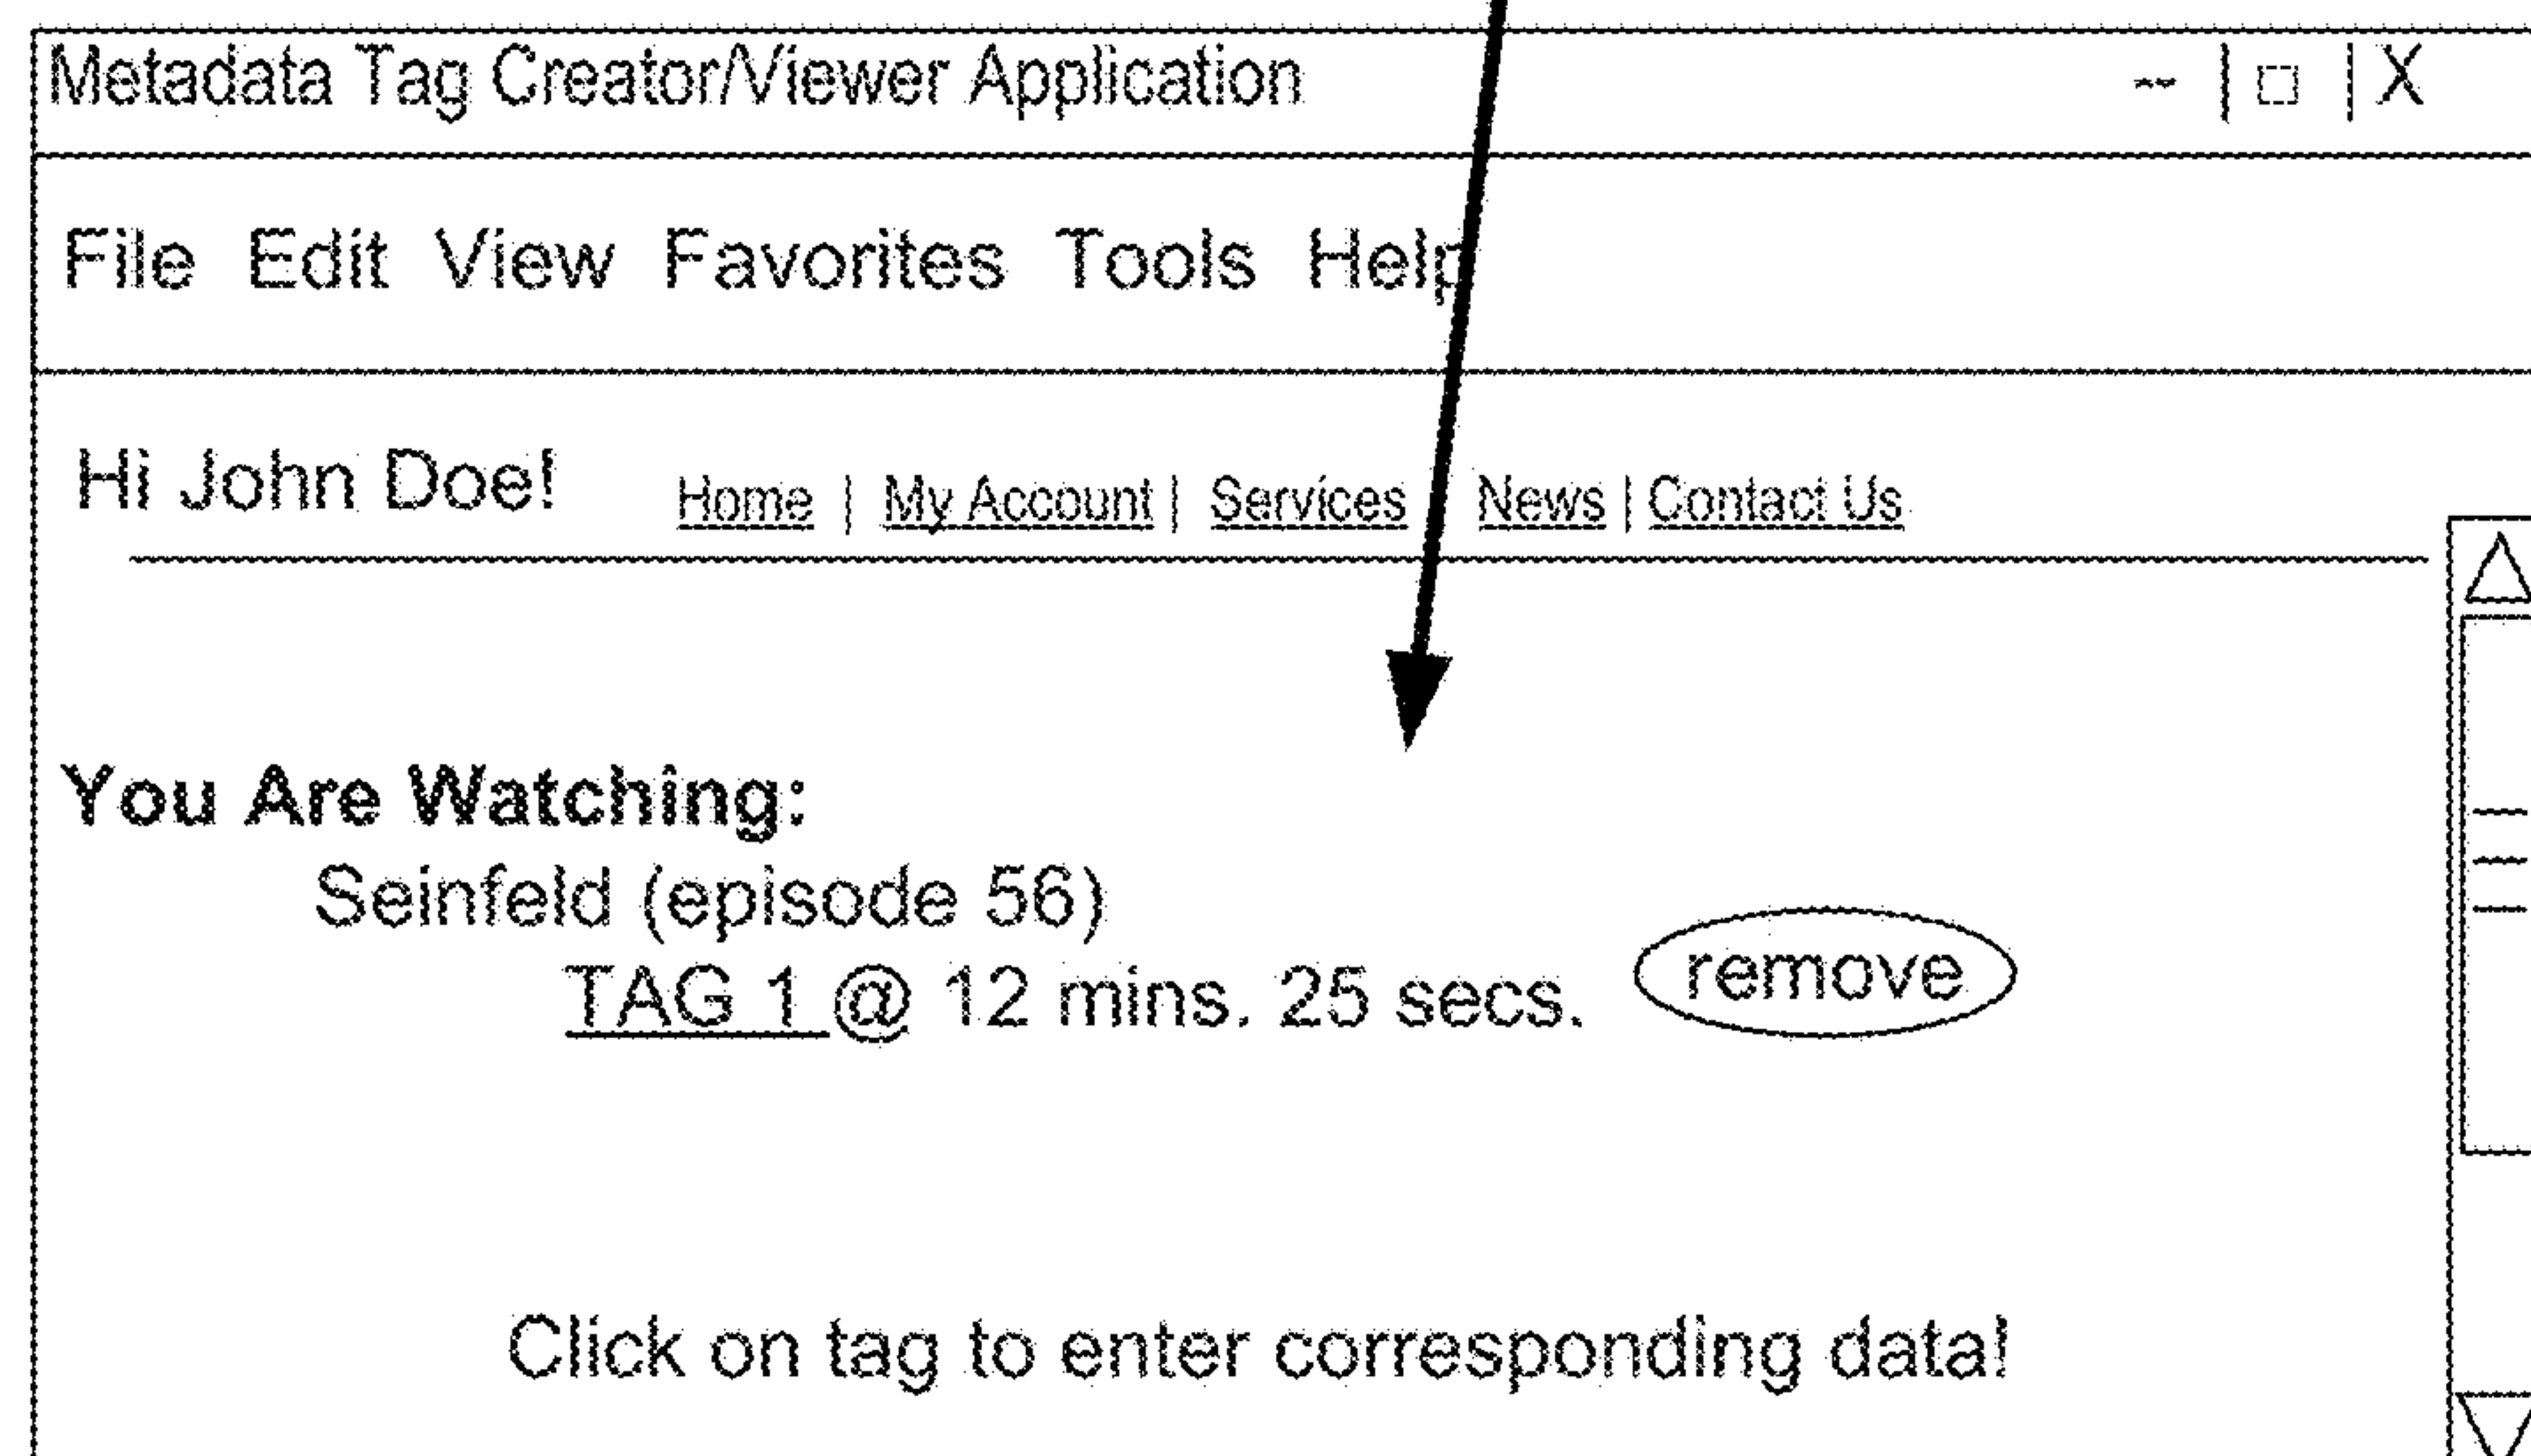 Metadata Tag Creator/Viewer Application -- | □ | X
File Edit View Favorites Tools Help
Hi John Doe! Home | My Account | Services News | Contact Us
You Are Watching:
Seinfeld (episode 56)
TAG 1 @ 12 mins. 25 secs. remove
Click on tag to enter corresponding data!